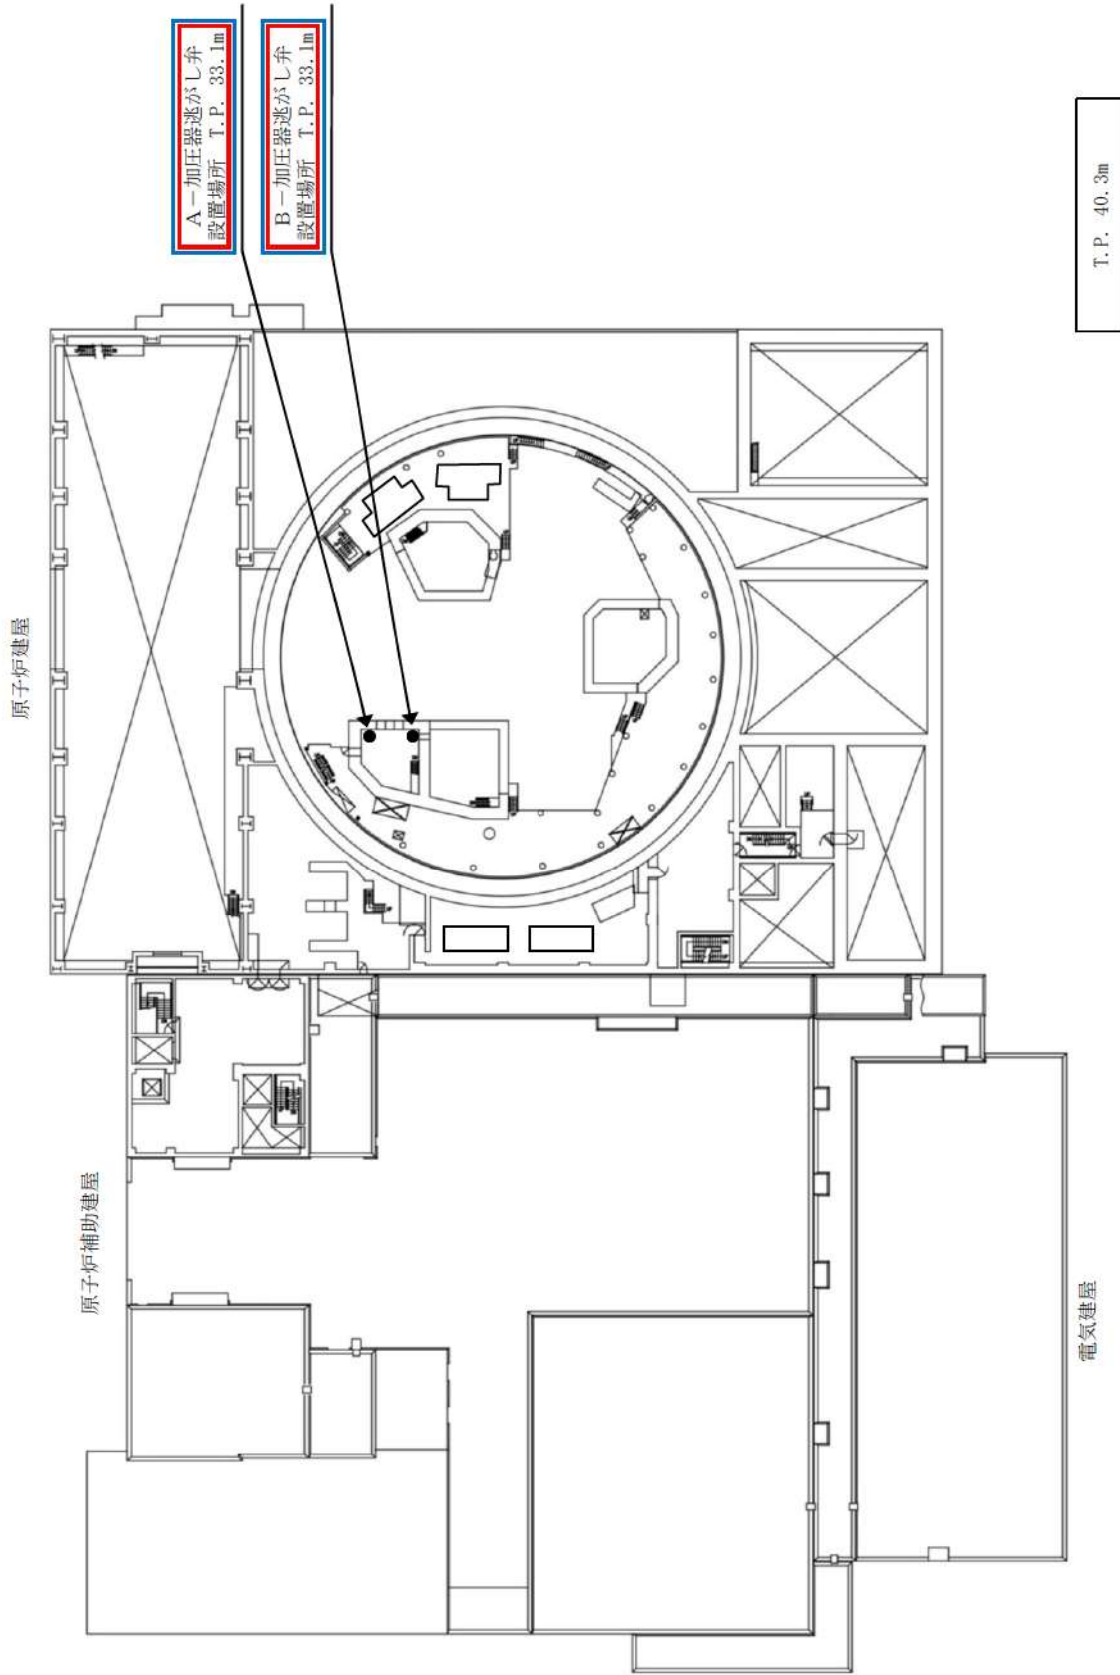 A－加圧器逃がし弁
設置場所　T.P. 33.1m
B－加圧器逃がし弁
設置場所　T.P. 33.1m
原子炉建屋
原子炉補助建屋
電気建屋
T.P. 40.3m